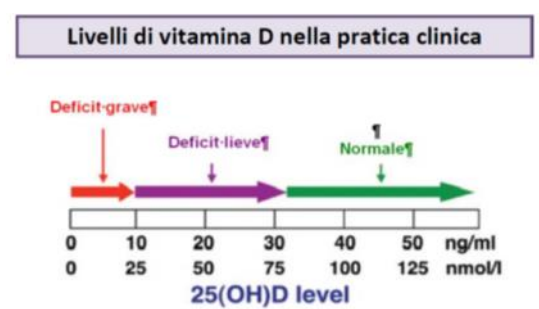 Livelli di vitamina D nella pratica clinica
Deficit·grave¶
Deficit·lieve¶
¶
Normale¶
0 10 20 30 40 50 ng/ml
0 25 50 75 100 125 nmol/l
25(OH)D level